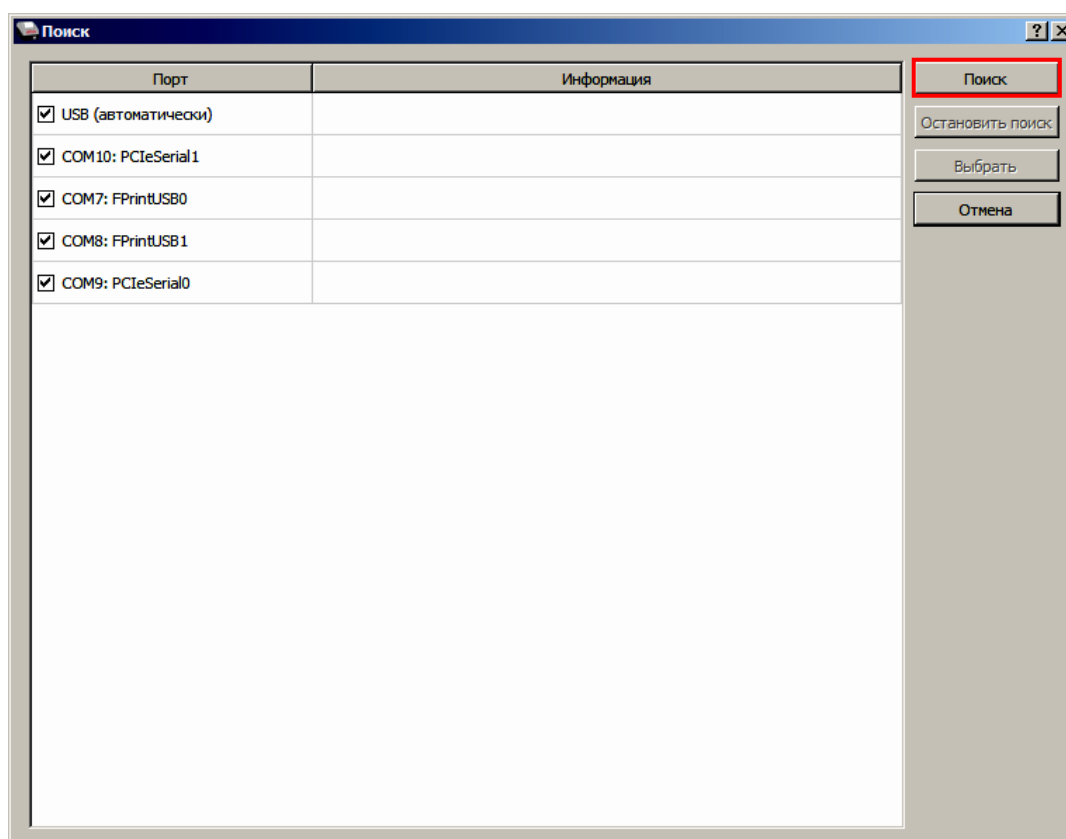 Поиск
Порт Информация
USB (автоматически)
COM10: PCIeSerial1
COM7: FPrintUSB0
COM8: FPrintUSB1
COM9: PCIeSerial0
Поиск
Остановить поиск
Выбрать
Отмена